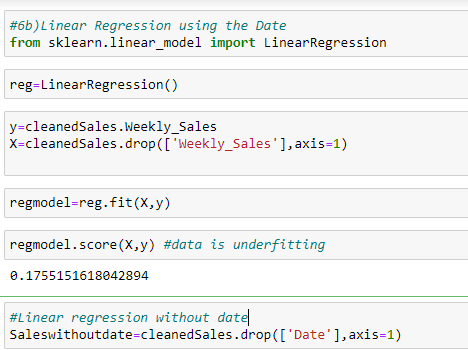 #6b)Linear Regression using the Date
from sklearn.linear_model import LinearRegression
reg=LinearRegression()
y=cleanedSales.Weekly_Sales
X=cleanedSales.drop(['Weekly_Sales'],axis=1)
regmodel=reg.fit(X,y)
regmodel.score(X,y) #data is underfitting
0.1755151618042894
#Linear regression without date
Saleswithoutdate=cleanedSales.drop(['Date'],axis=1)